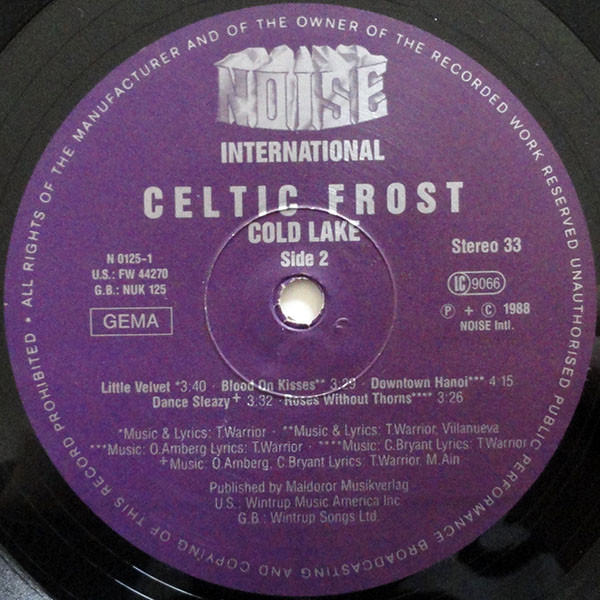 • ALL RIGHTS OF THE MANUFACTURER AND OF THE OWNER OF THE RECORDED WORK RESERVED UNAUTHORISED PUBLIC PERFORMANCE BROADCASTING AND COPYING OF THIS RECORD PROHIBITED
NOISE
INTERNATIONAL
CELTIC FROST
COLD LAKE
Side 2
N 0125-1
U.S.: FW 44270
G.B.: NUK 125
GEMA
Stereo 33
LC 9066
Ⓟ + © 1988
NOISE Intl.
Little Velvet *3:40 · Blood On Kisses** 3:29 · Downtown Hanoi*** 4:15
Dance Sleazy+ 3:32 · Roses Without Thorns**** 3:26
*Music & Lyrics: T.Warrior · **Music & Lyrics: T.Warrior, Villanueva
***Music: O.Amberg Lyrics: T.Warrior · ****Music: C.Bryant Lyrics: T.Warrior
+Music: O.Amberg, C.Bryant Lyrics: T.Warrior, M.Ain
Published by Maldoror Musikverlag
U.S.: Wintrup Music America Inc.
G.B.: Wintrup Songs Ltd.